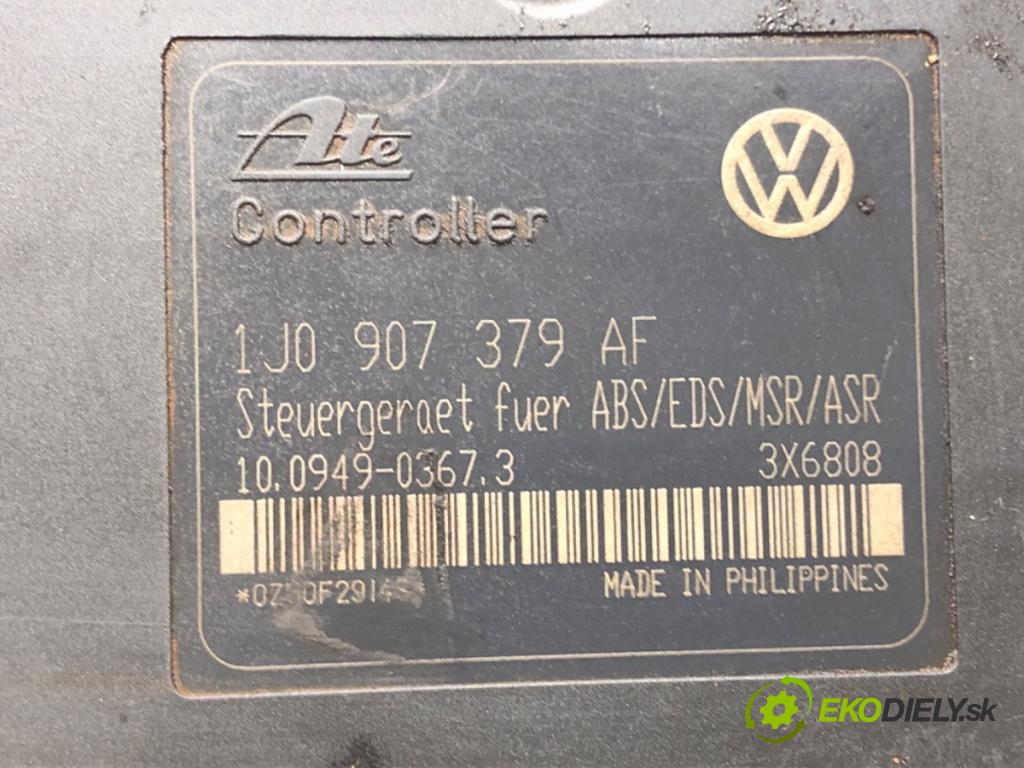 Ate
Controller
1J0 907 379 AF
Steuergeraet fuer ABS/EDS/MSR/ASR
10.0949-0367.3 3X6808
MADE IN PHILIPPINES
EKODIELY.sk